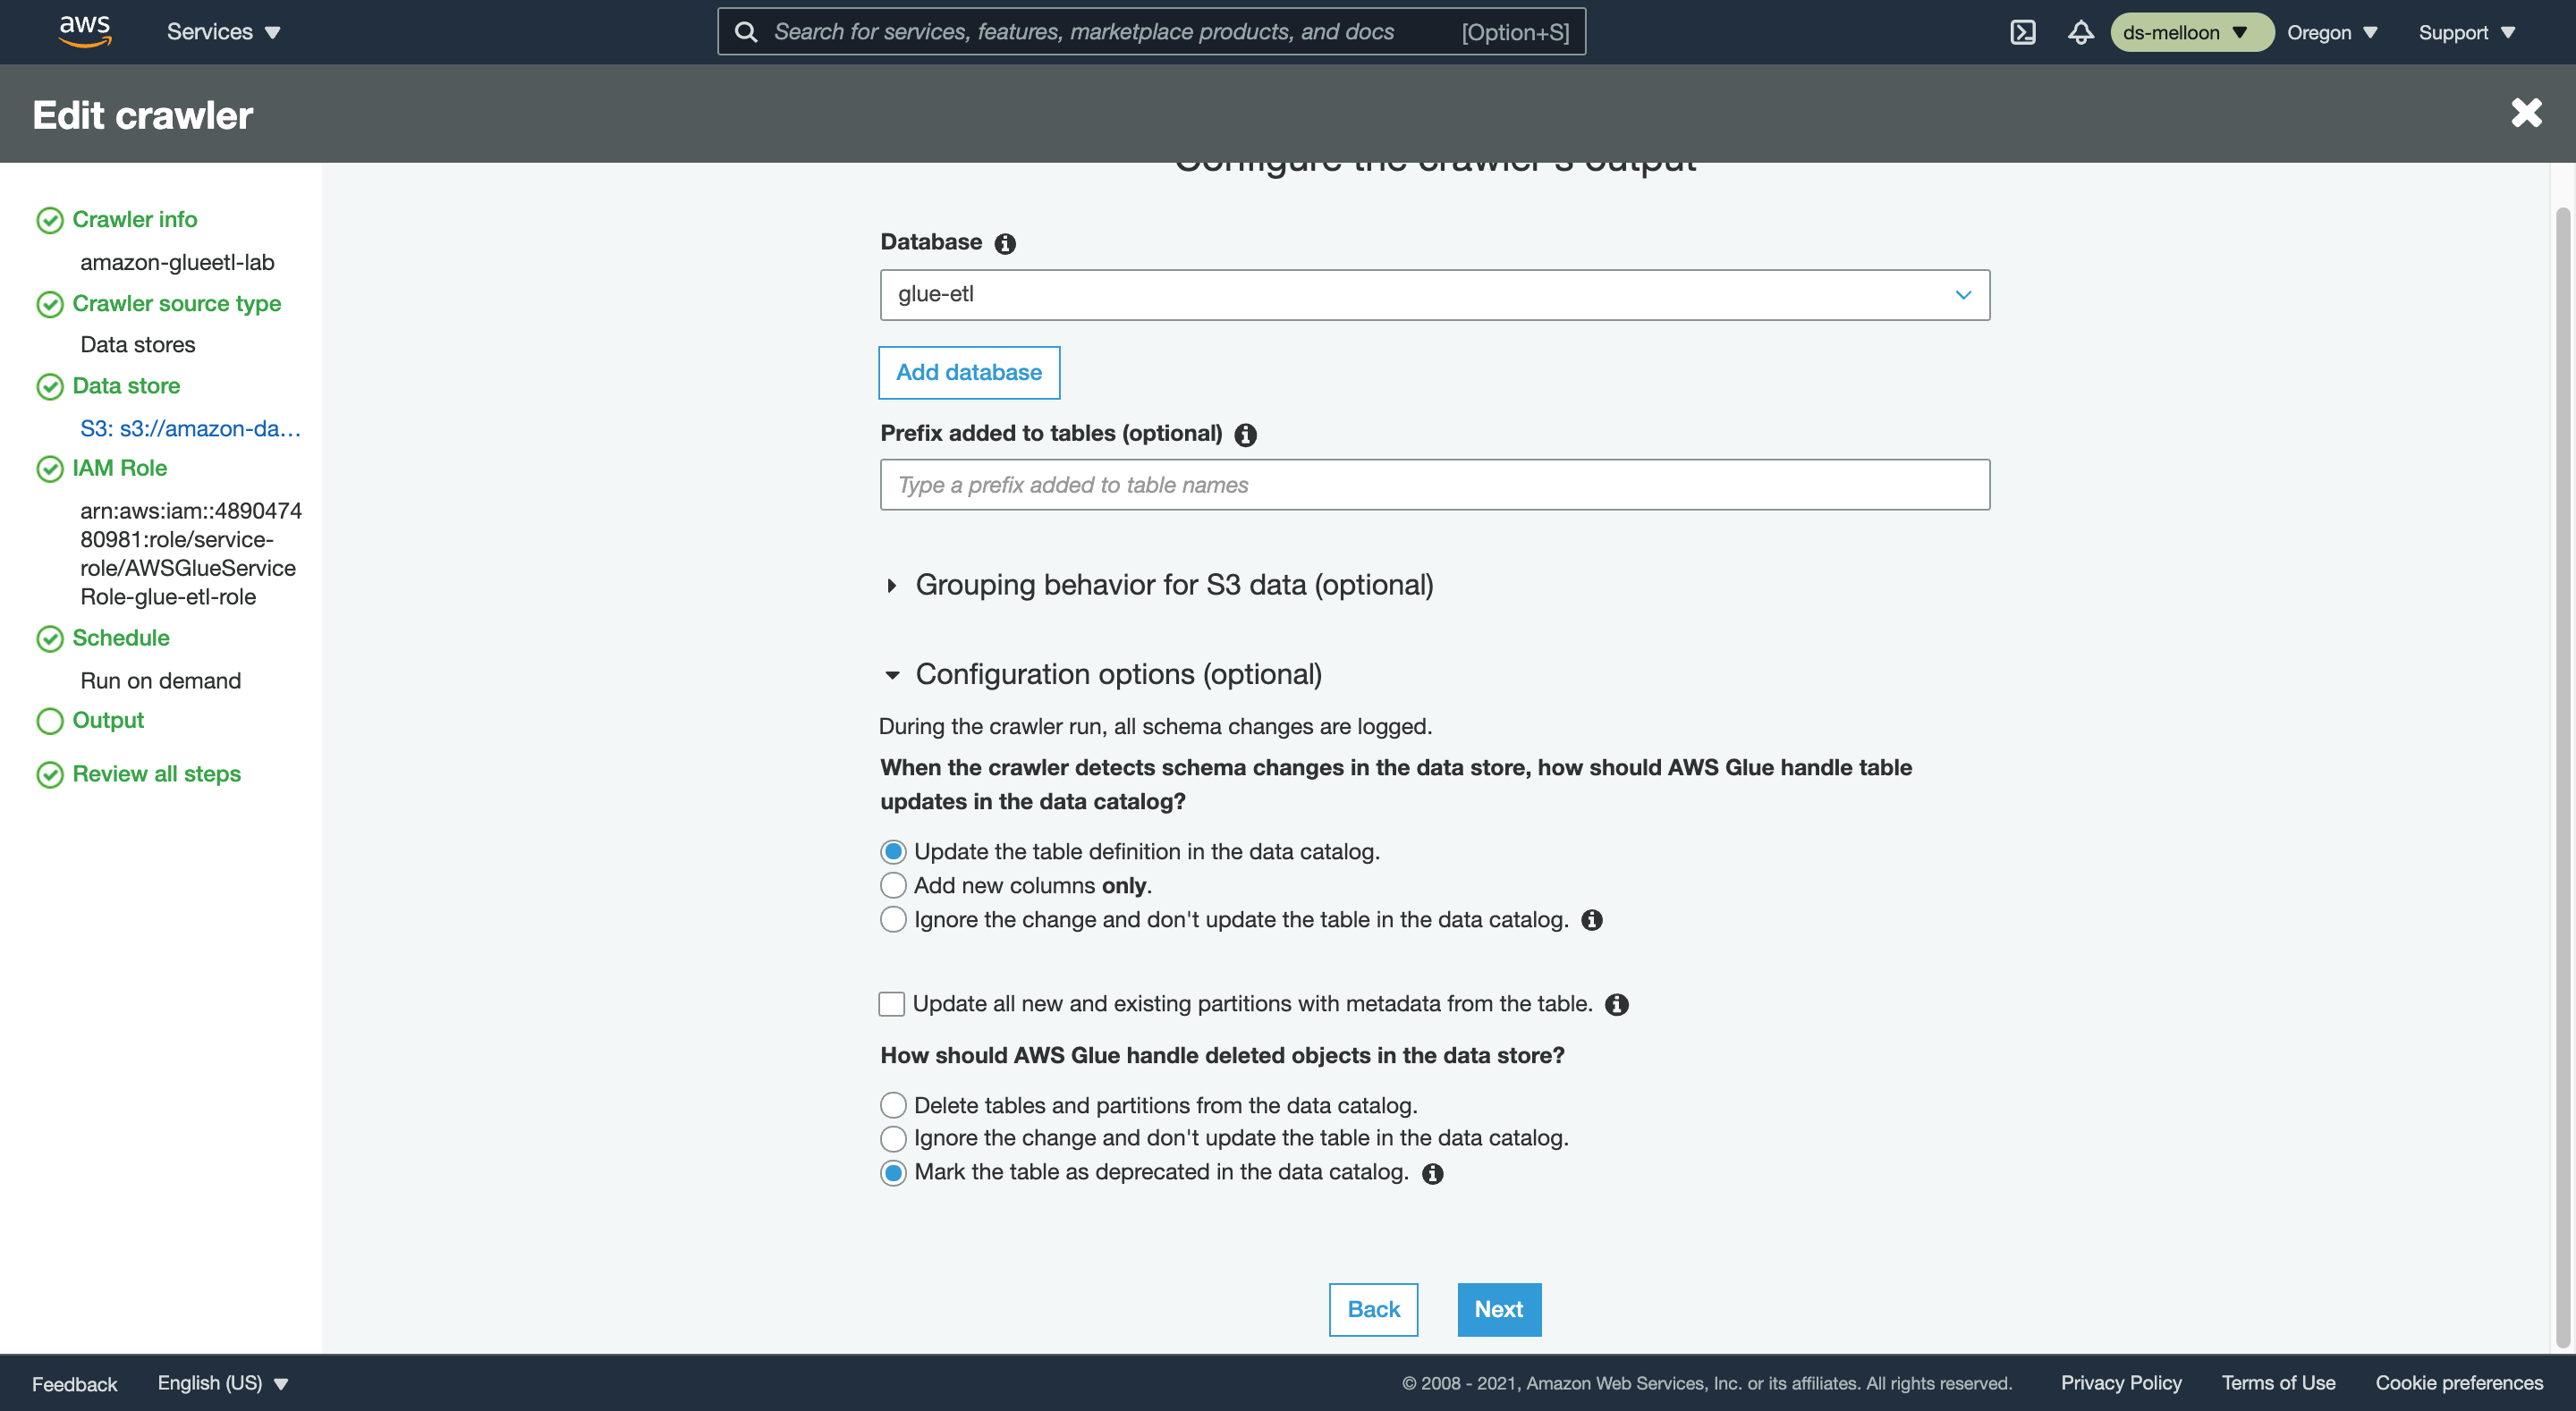 aws
Services
Search for services, features, marketplace products, and docs [Option+S]
ds-melloon
Oregon
Support
Edit crawler
Crawler info
amazon-glueetl-lab
Crawler source type
Data stores
Data store
S3: s3://amazon-da...
IAM Role
arn:aws:iam::4890474
80981:role/service-
role/AWSGlueService
Role-glue-etl-role
Schedule
Run on demand
Output
Review all steps
Configure the crawler's output
Database
glue-etl
Add database
Prefix added to tables (optional)
Type a prefix added to table names
Grouping behavior for S3 data (optional)
Configuration options (optional)
During the crawler run, all schema changes are logged.
When the crawler detects schema changes in the data store, how should AWS Glue handle table
updates in the data catalog?
Update the table definition in the data catalog.
Add new columns only.
Ignore the change and don't update the table in the data catalog.
Update all new and existing partitions with metadata from the table.
How should AWS Glue handle deleted objects in the data store?
Delete tables and partitions from the data catalog.
Ignore the change and don't update the table in the data catalog.
Mark the table as deprecated in the data catalog.
Back
Next
Feedback
English (US)
© 2008 - 2021, Amazon Web Services, Inc. or its affiliates. All rights reserved.
Privacy Policy
Terms of Use
Cookie preferences